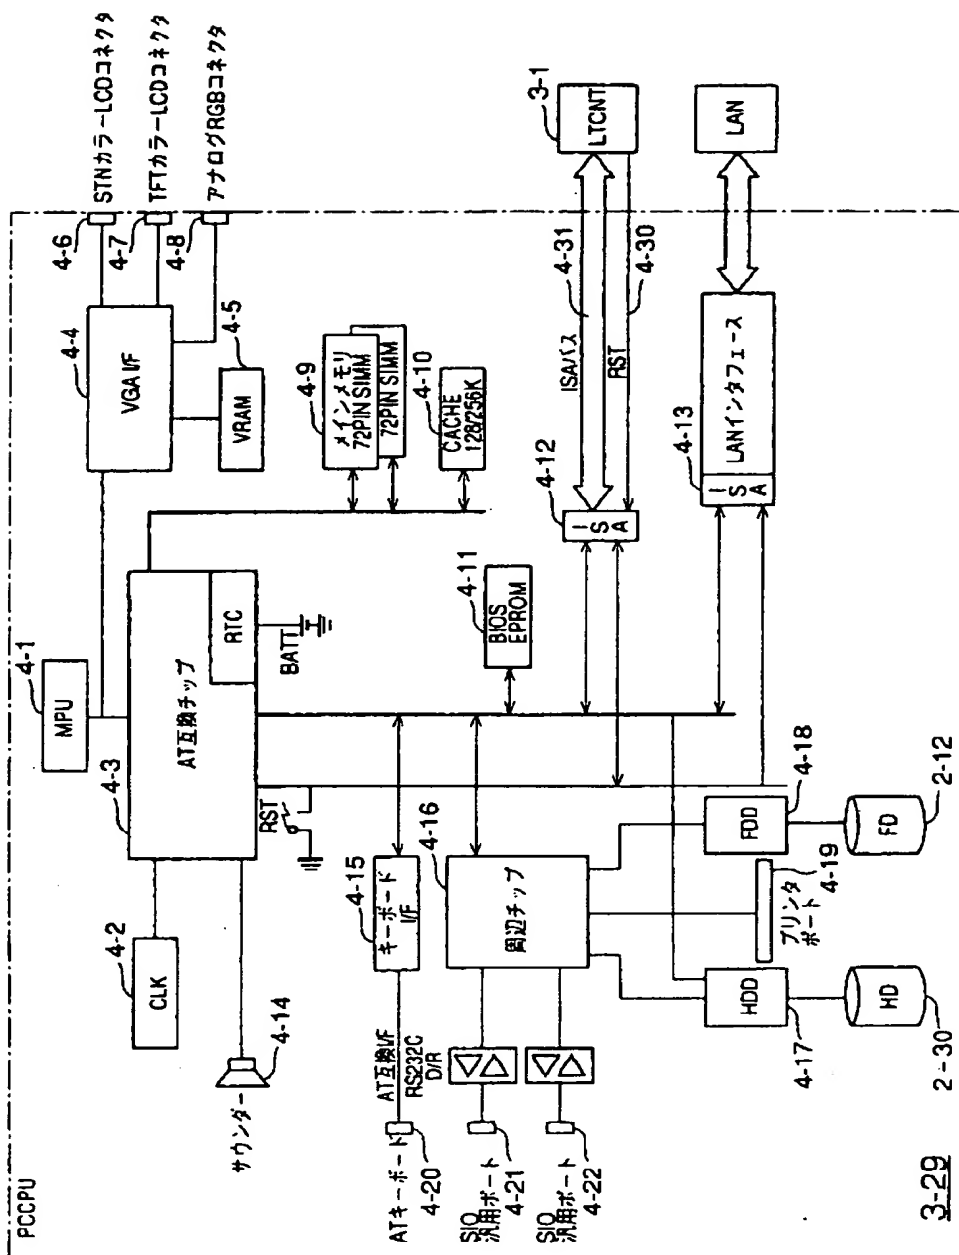 PCCPU
4-1
MPU
4-2
CLK
4-3
AT互換チップ
RTC
BATT
RST
サウンダー
4-14
4-4
VGA I/F
4-5
VRAM
4-6
STNカラーLCDコネクタ
4-7
TFTカラーLCDコネクタ
4-8
アナログRGBコネクタ
4-9
メインメモリ
72PIN SIMM
72PIN SIMM
4-10
CACHE
128/256K
4-11
BIOS
EPROM
4-12
ISA
ISAバス
4-31
RST
4-30
3-1
LTCNT
4-13
ISA
LANインタフェース
LAN
4-15
キーボード
I/F
AT互換I/F
RS232C
D/R
ATキーボード
4-20
4-16
周辺チップ
SIO
汎用ポート
4-21
SIO
汎用ポート
4-22
HDD
4-17
HD
2-30
プリンタ
ポート
4-19
FDD
4-18
FD
2-12
3-29